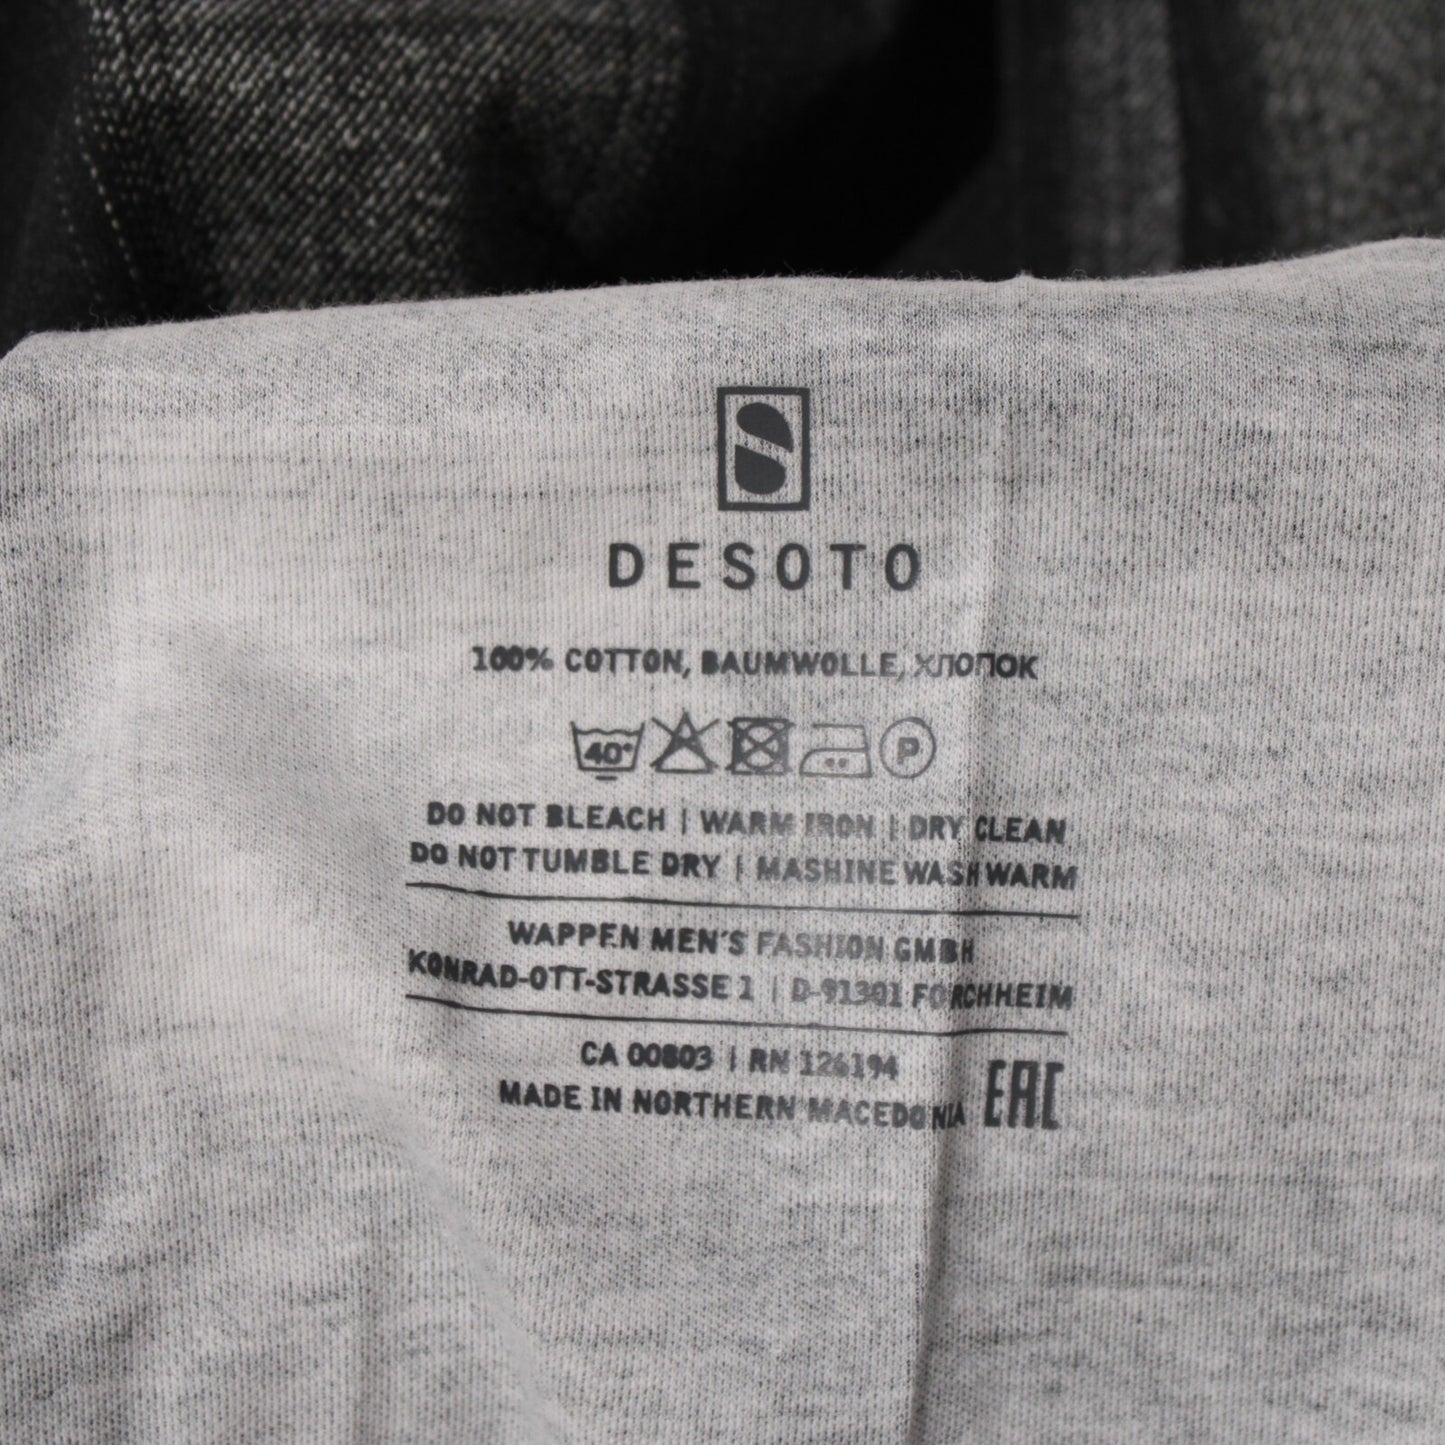 S
DESOTO
100% COTTON, BAUMWOLLE, ХЛОПОК
40° P
DO NOT BLEACH | WARM IRON | DRY CLEAN
DO NOT TUMBLE DRY | MASHINE WASH WARM
WAPPEN MEN'S FASHION GMBH
KONRAD-OTT-STRASSE 1 | D-91301 FORCHHEIM
CA 00803 | RN 126194
MADE IN NORTHERN MACEDONIA EAC